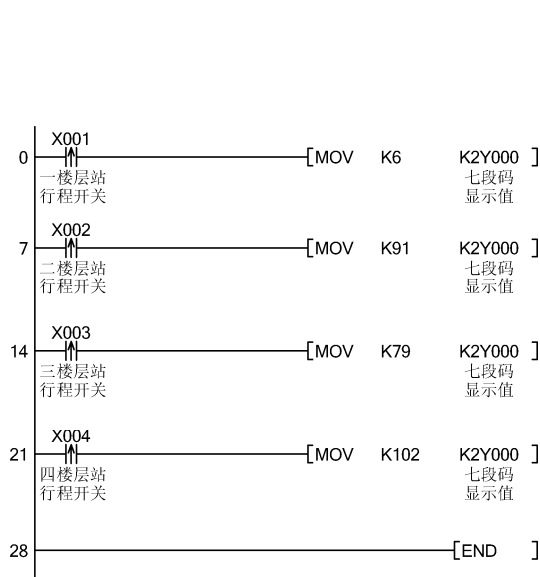 X001
0 [MOV K6 K2Y000 ]
一楼层站 七段码
行程开关 显示值
X002
7 [MOV K91 K2Y000 ]
二楼层站 七段码
行程开关 显示值
X003
14 [MOV K79 K2Y000 ]
三楼层站 七段码
行程开关 显示值
X004
21 [MOV K102 K2Y000 ]
四楼层站 七段码
行程开关 显示值
28 [END ]